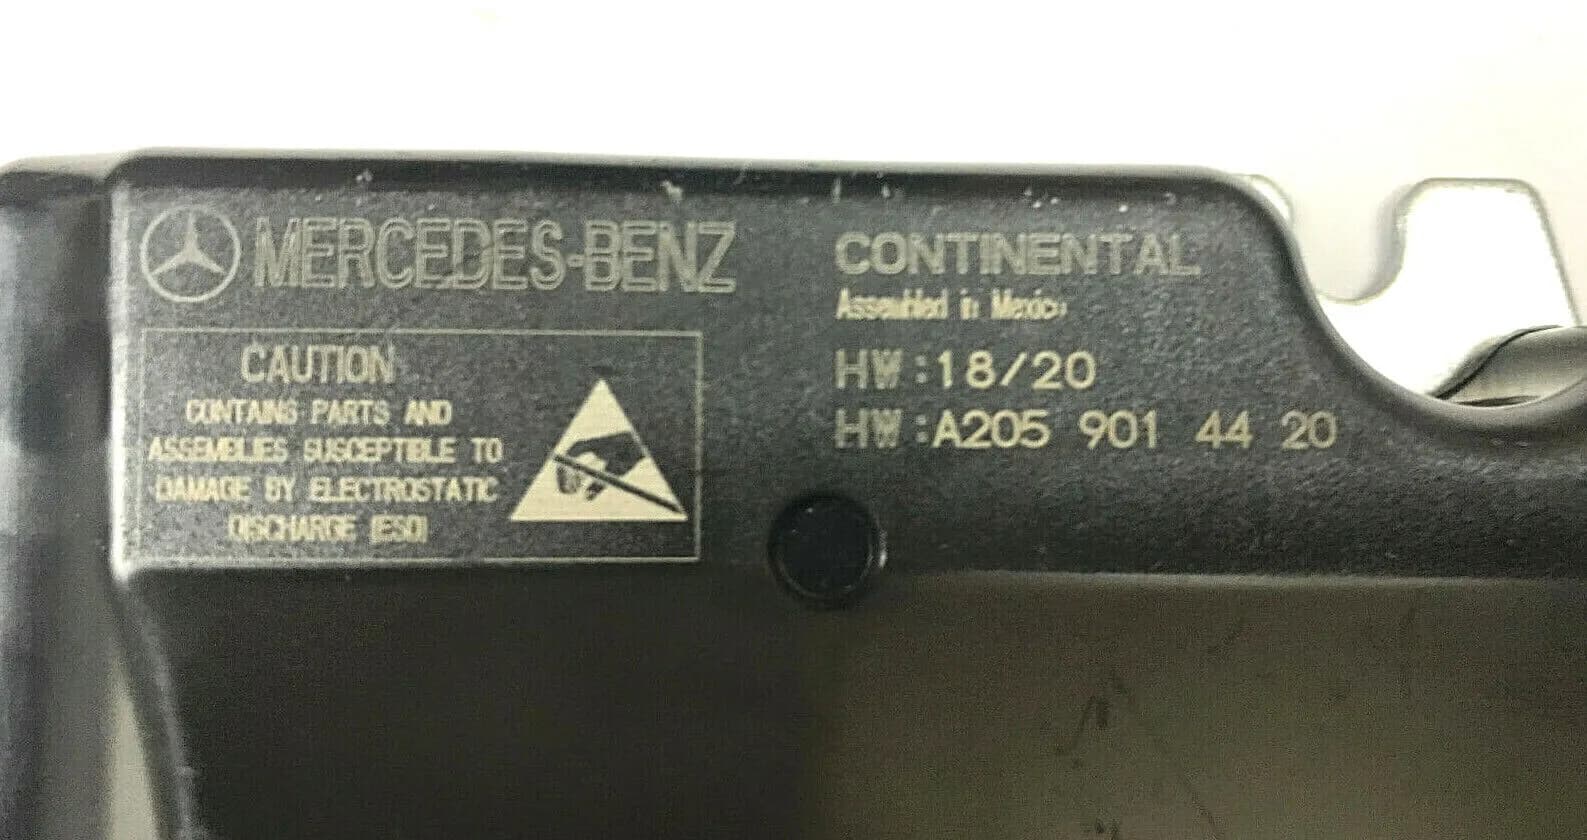 MERCEDES-BENZ
CAUTION
CONTAINS PARTS AND
ASSEMBLIES SUSCEPTIBLE TO
DAMAGE BY ELECTROSTATIC
DISCHARGE (ESD)
CONTINENTAL
Assembled in Mexico
HW:18/20
HW:A205 901 44 20